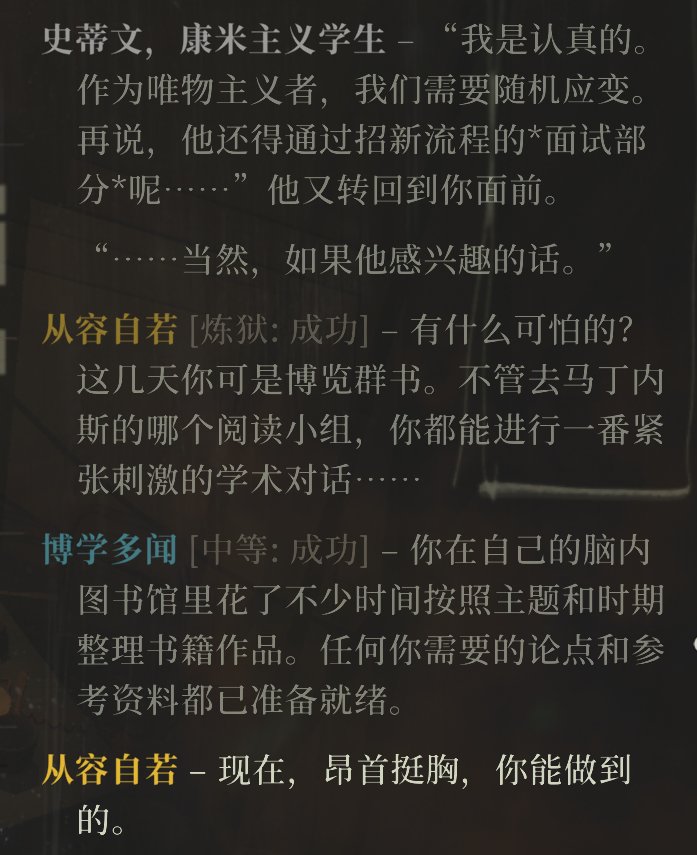 史蒂文，康米主义学生 – “我是认真的。
作为唯物主义者，我们需要随机应变。
再说，他还得通过招新流程的*面试部
分*呢……”他又转回到你面前。
“……当然，如果他感兴趣的话。”
从容自若 [炼狱: 成功] – 有什么可怕的？
这几天你可是博览群书。不管去马丁内
斯的哪个阅读小组，你都能进行一番紧
张刺激的学术对话……
博学多闻 [中等: 成功] – 你在自己的脑内
图书馆里花了不少时间按照主题和时期
整理书籍作品。任何你需要的论点和参
考资料都已准备就绪。
从容自若 – 现在，昂首挺胸，你能做到
的。